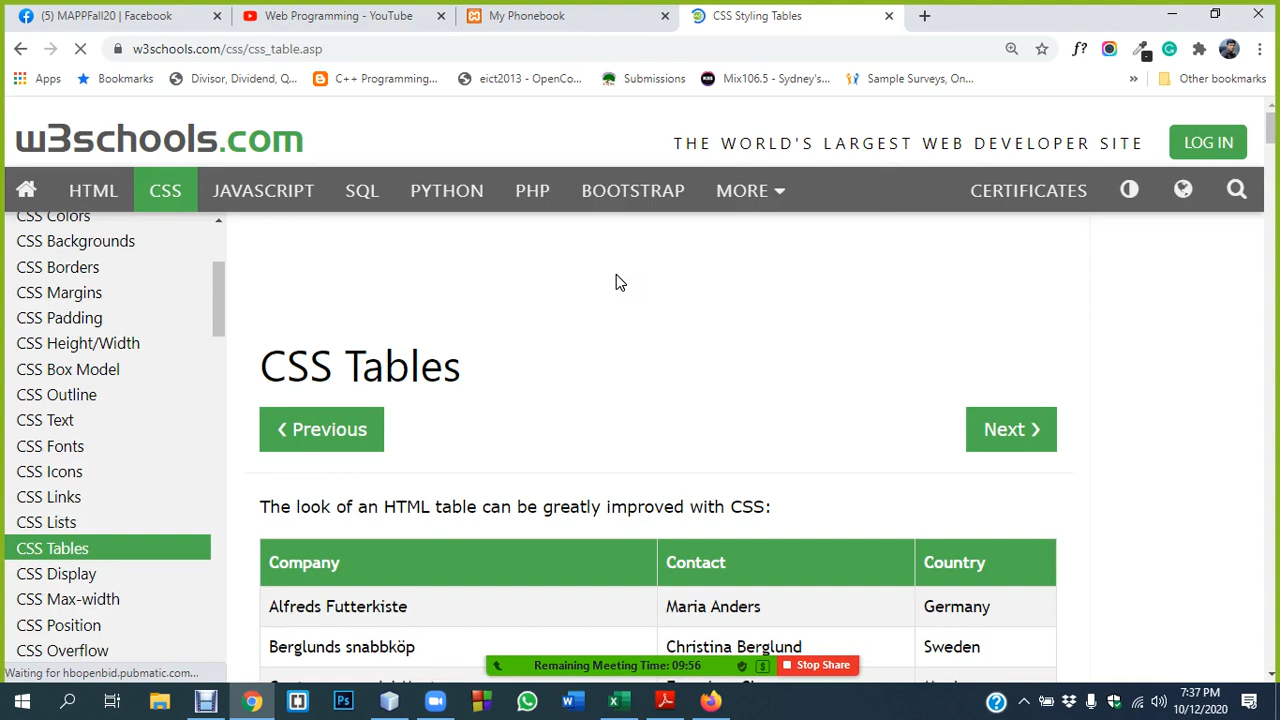 (5) MAPPFall20 | Facebook
Web Programming - YouTube
My Phonebook
CSS Styling Tables
w3schools.com/css/css_table.asp
f?
Apps
Bookmarks
Divisor, Dividend, Q...
C++ Programming...
eict2013 - OpenCo...
Submissions
Mix106.5 - Sydney's...
Sample Surveys, On...
»
Other bookmarks
w3schools.com
THE WORLD'S LARGEST WEB DEVELOPER SITE
LOG IN
HTML
CSS
JAVASCRIPT
SQL
PYTHON
PHP
BOOTSTRAP
MORE
CERTIFICATES
CSS Colors
CSS Backgrounds
CSS Borders
CSS Margins
CSS Padding
CSS Height/Width
CSS Box Model
CSS Outline
CSS Text
CSS Fonts
CSS Icons
CSS Links
CSS Lists
CSS Tables
CSS Display
CSS Max-width
CSS Position
CSS Overflow
CSS Tables
❮ Previous
Next ❯
The look of an HTML table can be greatly improved with CSS:
Company Contact Country
Alfreds Futterkiste Maria Anders Germany
Berglunds snabbköp Christina Berglund Sweden
Waiting for hbopenbid.pubmatic.com...
Remaining Meeting Time: 09:56
Stop Share
7:37 PM
10/12/2020